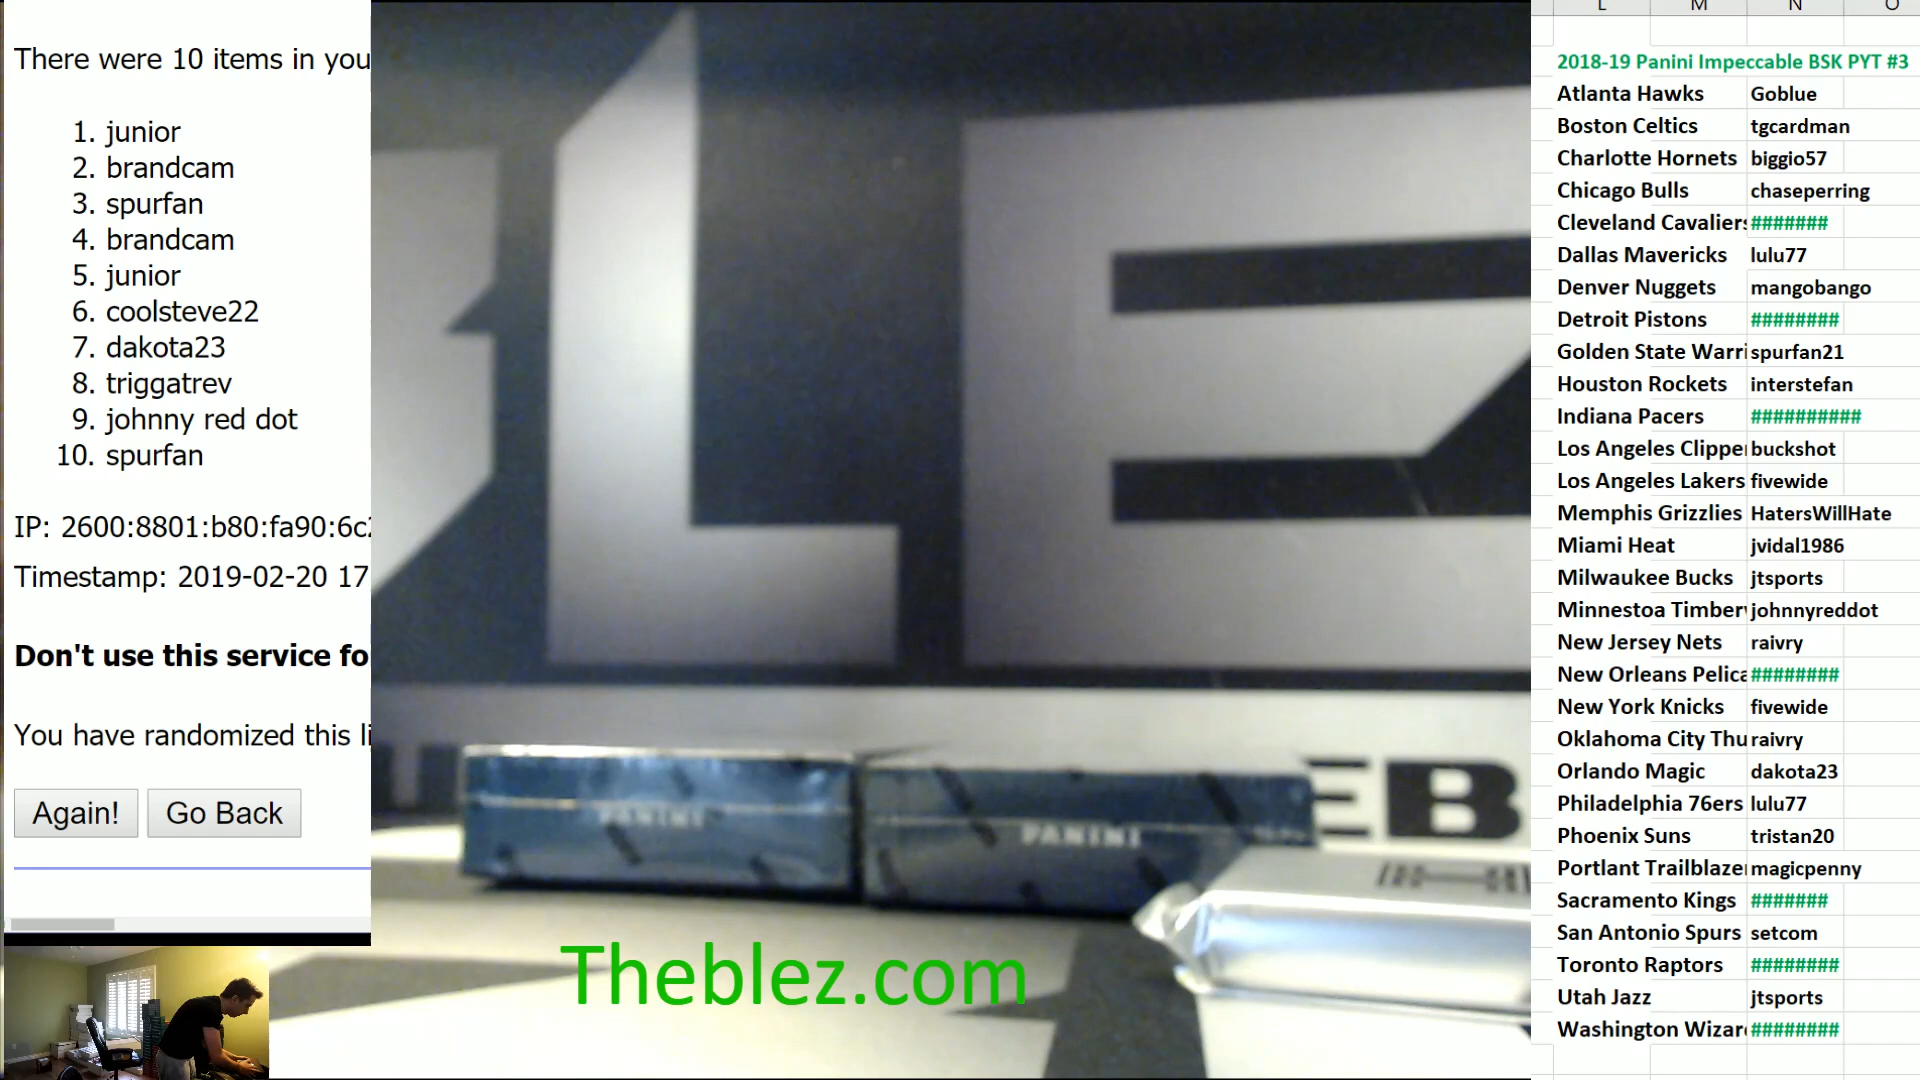 There were 10 items in you
1. junior
2. brandcam
3. spurfan
4. brandcam
5. junior
6. coolsteve22
7. dakota23
8. triggatrev
9. johnny red dot
10. spurfan
IP: 2600:8801:b80:fa90:6c
Timestamp: 2019-02-20 17
Don't use this service fo
You have randomized this li
Again! Go Back
LE
EB
PANINI
PANINI
Theblez.com
L M N O
2018-19 Panini Impeccable BSK PYT #3
Atlanta Hawks Goblue
Boston Celtics tgcardman
Charlotte Hornets biggio57
Chicago Bulls chaseperring
Cleveland Cavaliers #######
Dallas Mavericks lulu77
Denver Nuggets mangobango
Detroit Pistons ########
Golden State Warri spurfan21
Houston Rockets interstefan
Indiana Pacers ##########
Los Angeles Clipper buckshot
Los Angeles Lakers fivewide
Memphis Grizzlies HatersWillHate
Miami Heat jvidal1986
Milwaukee Bucks jtsports
Minnestoa Timberv johnnyreddot
New Jersey Nets raivry
New Orleans Pelica ########
New York Knicks fivewide
Oklahoma City Thu raivry
Orlando Magic dakota23
Philadelphia 76ers lulu77
Phoenix Suns tristan20
Portlant Trailblazer magicpenny
Sacramento Kings #######
San Antonio Spurs setcom
Toronto Raptors ########
Utah Jazz jtsports
Washington Wizard ########